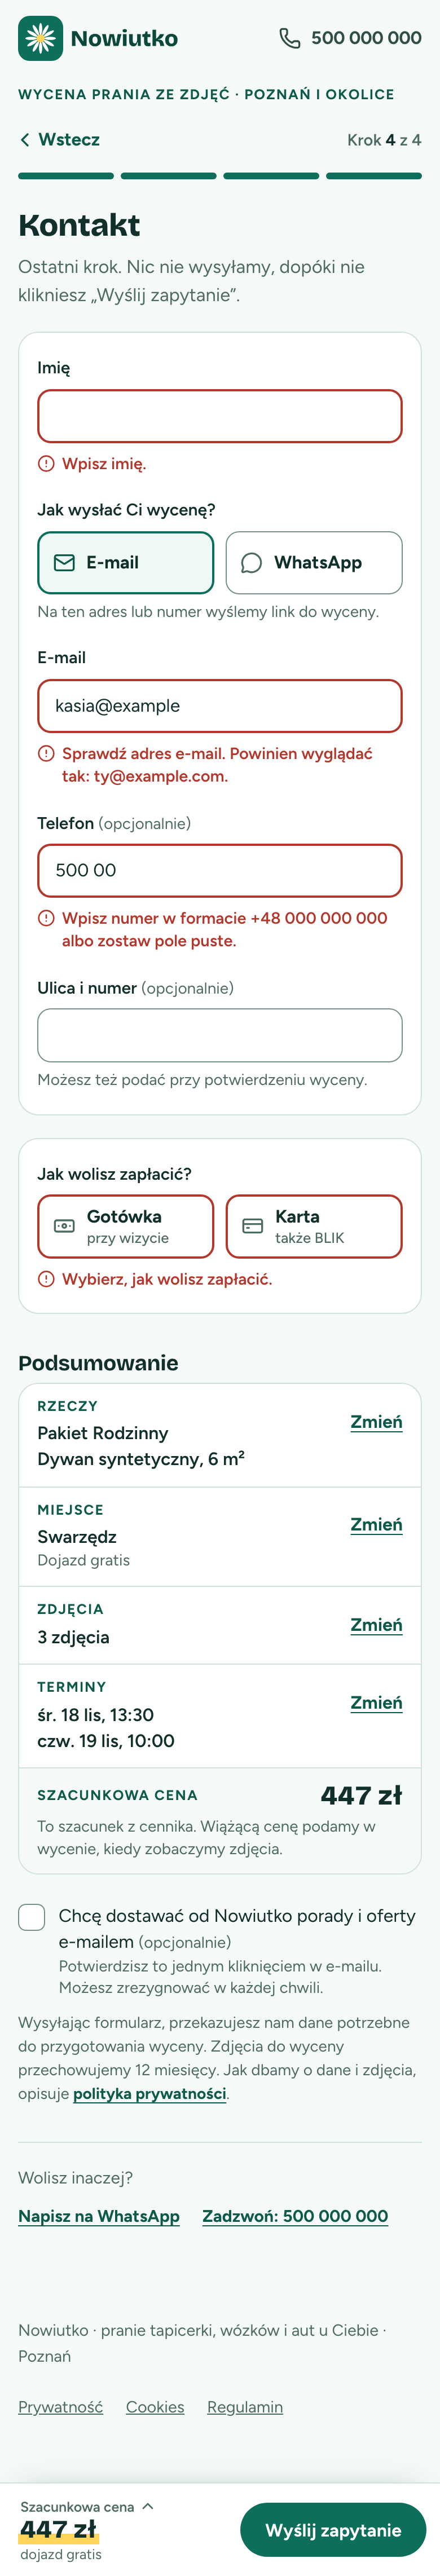 Nowiutko
500 000 000
WYCENA PRANIA ZE ZDJĘĆ · POZNAŃ I OKOLICE
Wstecz
Krok 4 z 4
Kontakt
Ostatni krok. Nic nie wysyłamy, dopóki nie
klikniesz „Wyślij zapytanie”.
Imię
Wpisz imię.
Jak wysłać Ci wycenę?
E-mail
WhatsApp
Na ten adres lub numer wyślemy link do wyceny.
E-mail
kasia@example
Sprawdź adres e-mail. Powinien wyglądać
tak: ty@example.com.
Telefon (opcjonalnie)
500 00
Wpisz numer w formacie +48 000 000 000
albo zostaw pole puste.
Ulica i numer (opcjonalnie)
Możesz też podać przy potwierdzeniu wyceny.
Jak wolisz zapłacić?
Gotówka
przy wizycie
Karta
także BLIK
Wybierz, jak wolisz zapłacić.
Podsumowanie
RZECZY
Pakiet Rodzinny
Dywan syntetyczny, 6 m²
Zmień
MIEJSCE
Swarzędz
Dojazd gratis
Zmień
ZDJĘCIA
3 zdjęcia
Zmień
TERMINY
śr. 18 lis, 13:30
czw. 19 lis, 10:00
Zmień
SZACUNKOWA CENA
447 zł
To szacunek z cennika. Wiążącą cenę podamy w
wycenie, kiedy zobaczymy zdjęcia.
Chcę dostawać od Nowiutko porady i oferty
e-mailem (opcjonalnie)
Potwierdzisz to jednym kliknięciem w e-mailu.
Możesz zrezygnować w każdej chwili.
Wysyłając formularz, przekazujesz nam dane potrzebne
do przygotowania wyceny. Zdjęcia do wyceny
przechowujemy 12 miesięcy. Jak dbamy o dane i zdjęcia,
opisuje polityka prywatności.
Wolisz inaczej?
Napisz na WhatsApp
Zadzwoń: 500 000 000
Nowiutko · pranie tapicerki, wózków i aut u Ciebie ·
Poznań
Prywatność
Cookies
Regulamin
Szacunkowa cena
447 zł
dojazd gratis
Wyślij zapytanie